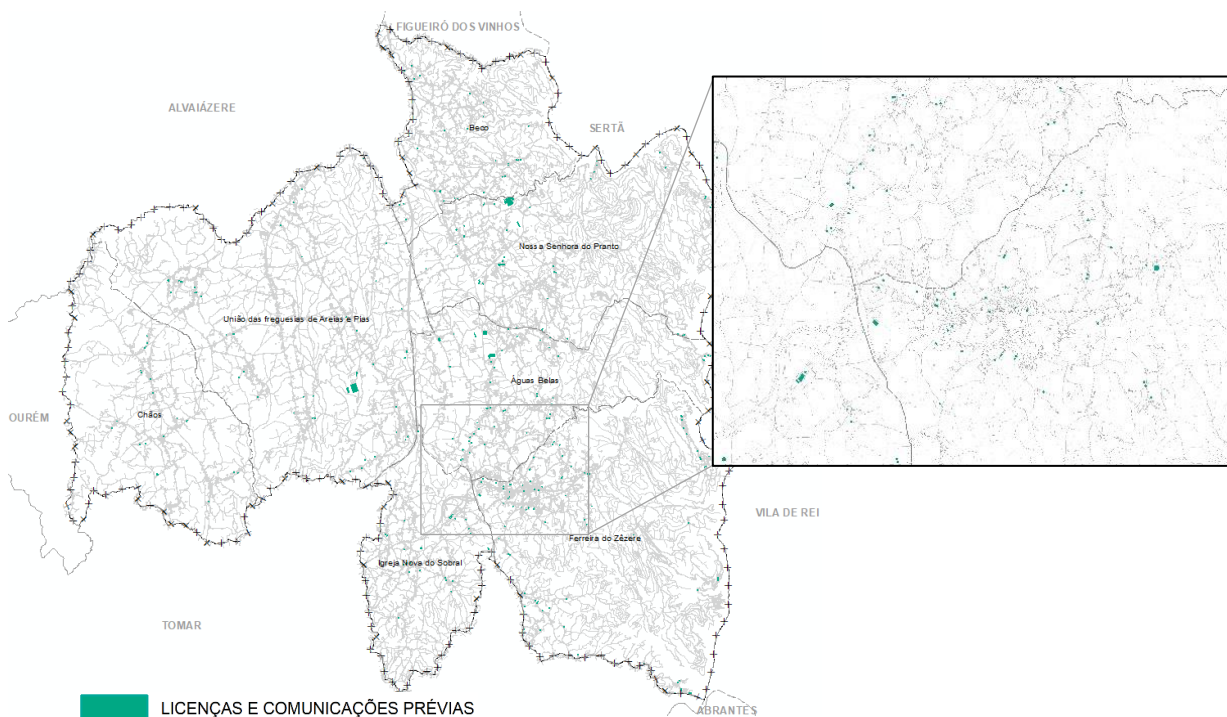 FIGUEIRÓ DOS VINHOS
ALVAIÁZERE
SERTÃ
Beco
Nossa Senhora do Pranto
União das freguesias de Areias e Pias
Águas Belas
OURÉM
Chãos
VILA DE REI
Ferreira do Zêzere
Igreja Nova do Sobral
TOMAR
LICENÇAS E COMUNICAÇÕES PRÉVIAS
ABRANTES